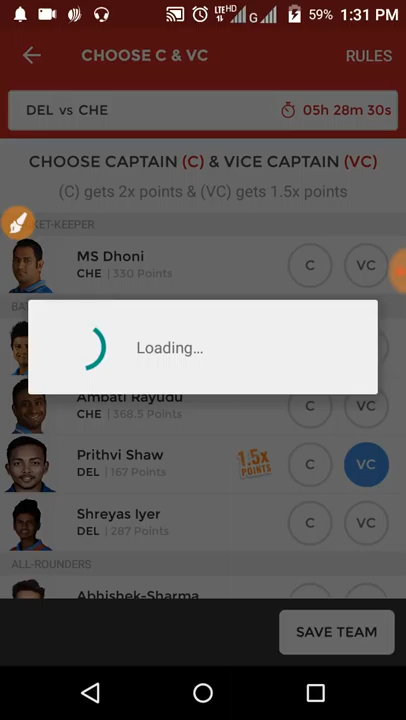 LTE HD G 59% 1:31 PM
CHOOSE C & VC RULES
DEL vs CHE 05h 28m 30s
CHOOSE CAPTAIN (C) & VICE CAPTAIN (VC)
(C) gets 2x points & (VC) gets 1.5x points
KET-KEEPER
MS Dhoni
CHE | 330 Points
C VC
BA
Loading...
Ambati Rayudu
CHE | 368.5 Points
C VC
Prithvi Shaw
DEL | 167 Points
1.5x POINTS
C VC
Shreyas Iyer
DEL | 287 Points
C VC
ALL-ROUNDERS
Abhishek-Sharma
SAVE TEAM